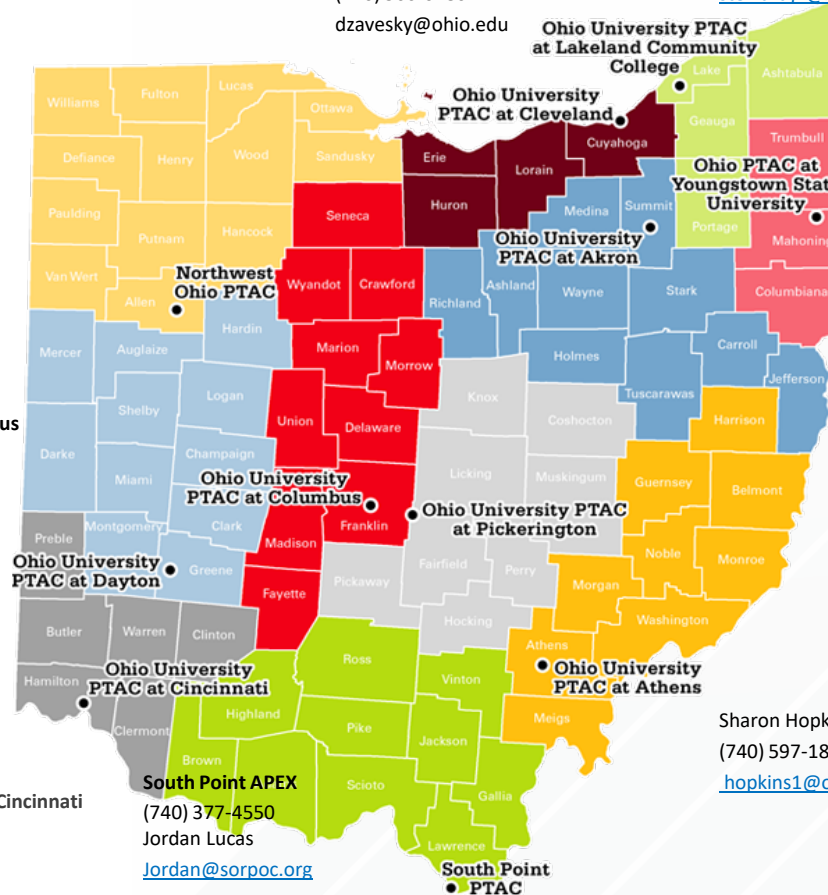 dzavesky@ohio.edu
Ohio University PTAC
at Lakeland Community
College
Lake
Ashtabula
Geauga
Ohio University
PTAC at Cleveland
Cuyahoga
Trumbull
Ohio PTAC at
Youngstown State
University
Portage
Mahoning
Columbiana
Williams
Fulton
Lucas
Ottawa
Defiance
Henry
Wood
Sandusky
Erie
Lorain
Huron
Paulding
Putnam
Hancock
Seneca
Medina
Summit
Ohio University
PTAC at Akron
Van Wert
Allen
Northwest
Ohio PTAC
Wyandot
Crawford
Richland
Ashland
Wayne
Stark
Mercer
Auglaize
Hardin
Marion
Morrow
Holmes
Carroll
Jefferson
Tuscarawas
Logan
Shelby
Union
Delaware
Knox
Coshocton
Harrison
us
Darke
Champaign
Miami
Licking
Muskingum
Guernsey
Belmont
Ohio University
PTAC at Columbus
Franklin
Ohio University PTAC
at Pickerington
Preble
Montgomery
Clark
Madison
Ohio University
PTAC at Dayton
Greene
Fayette
Pickaway
Fairfield
Perry
Hocking
Noble
Monroe
Morgan
Washington
Butler
Warren
Clinton
Ross
Vinton
Athens
Ohio University
PTAC at Athens
Meigs
Hamilton
Ohio University
PTAC at Cincinnati
Clermont
Highland
Pike
Jackson
Brown
Scioto
Gallia
Lawrence
South Point
PTAC
Sharon Hopk
(740) 597-18
hopkins1@o
Cincinnati
South Point APEX
(740) 377-4550
Jordan Lucas
Jordan@sorpoc.org